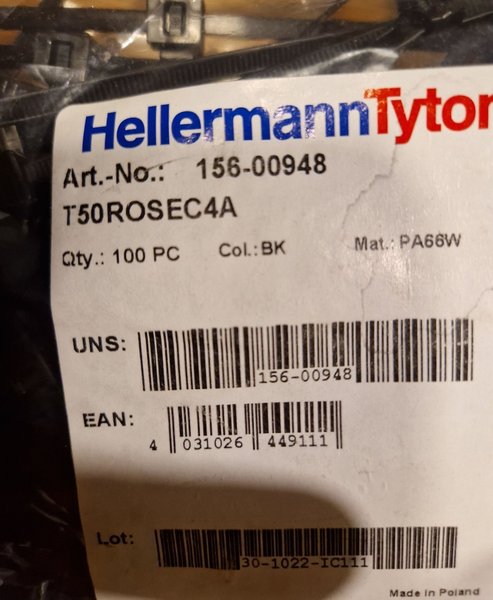 HellermannTyton
Art.-No.: 156-00948
T50ROSEC4A
Qty.: 100 PC Col.: BK Mat.: PA66W
UNS:
156-00948
EAN:
4 031026 449111
Lot:
30-1022-IC111
Made in Poland